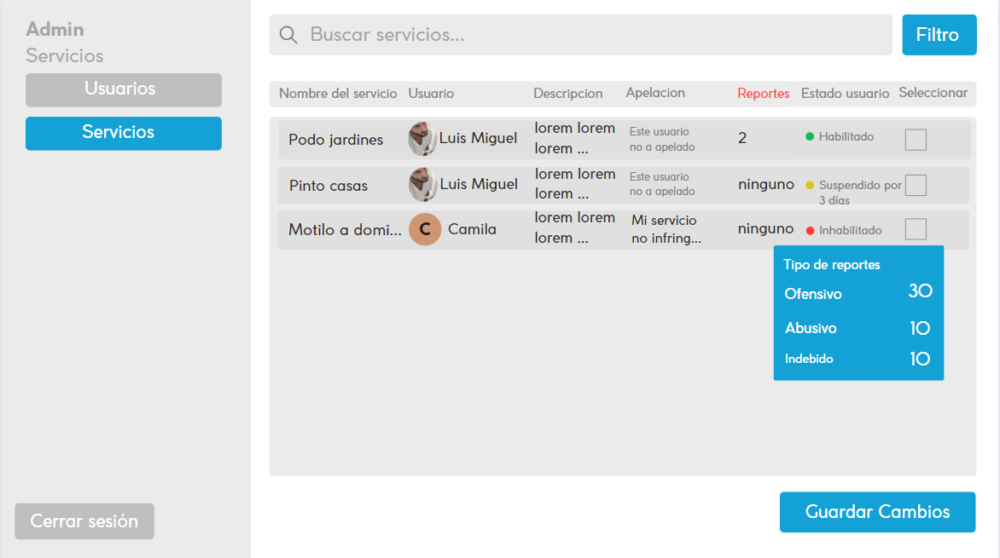 Admin
Servicios
Usuarios
Servicios
Cerrar sesión
Buscar servicios...
Filtro
Nombre del servicio Usuario Descripcion Apelacion Reportes Estado usuario Seleccionar
Podo jardines Luis Miguel lorem lorem Este usuario 2 Habilitado
lorem ... no a apelado
Pinto casas Luis Miguel lorem lorem Este usuario ninguno Suspendido por
lorem ... no a apelado 3 dias
Motilo a domi... C Camila lorem lorem Mi servicio ninguno Inhabilitado
lorem ... no infring...
Tipo de reportes
Ofensivo 30
Abusivo 10
Indebido 10
Guardar Cambios